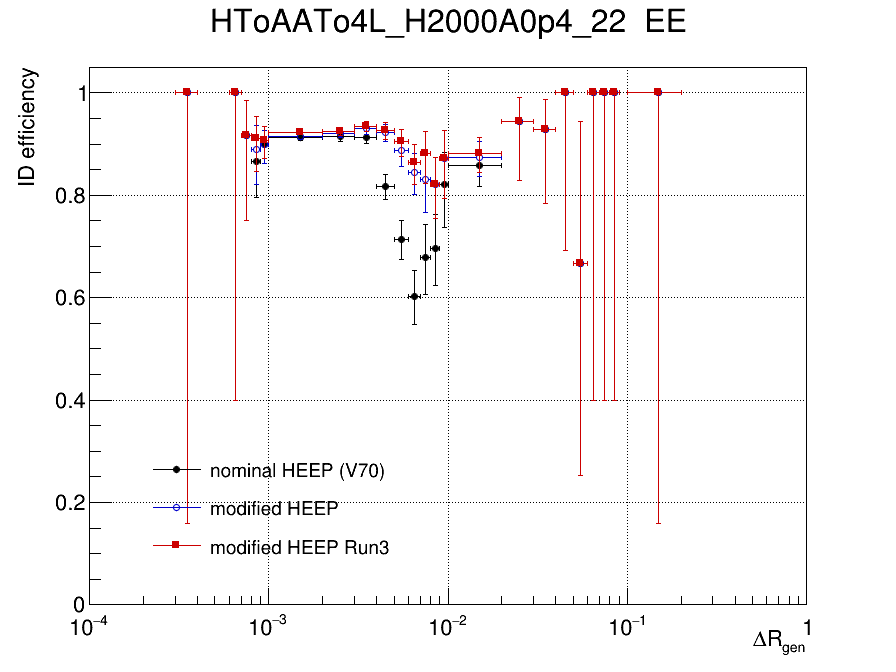 HToAATo4L_H2000A0p4_22 EE
ID efficiency
1
0.8
0.6
0.4
0.2
0
nominal HEEP (V70)
modified HEEP
modified HEEP Run3
10⁻⁴
10⁻³
10⁻²
10⁻¹
1
ΔR_gen